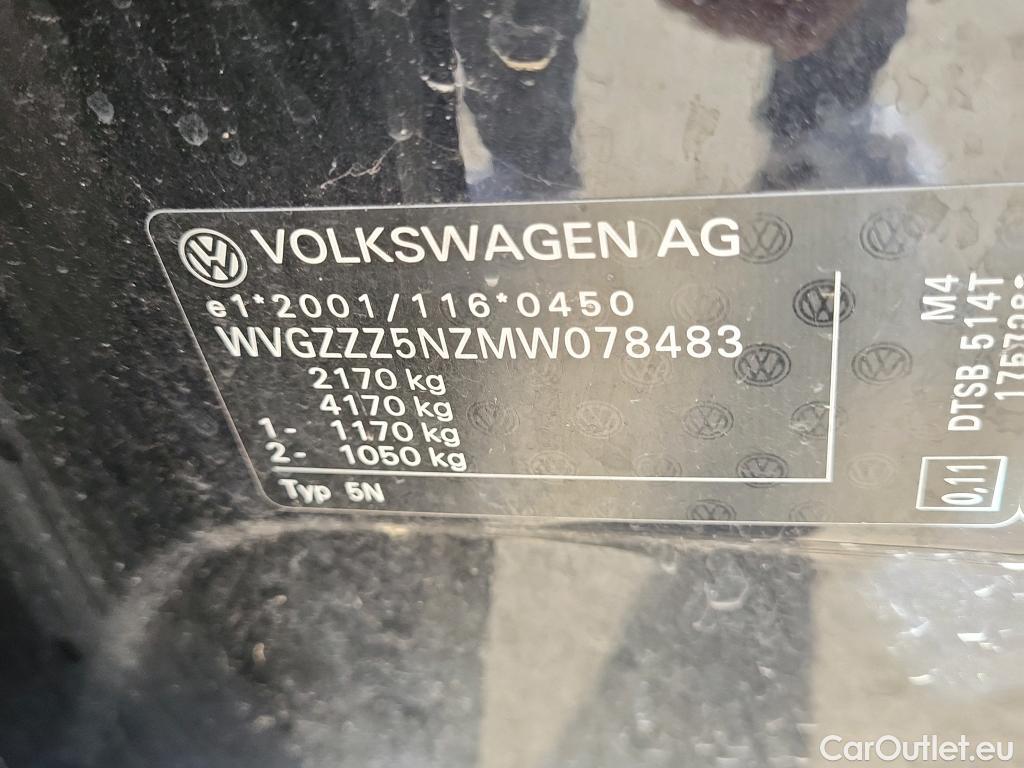 VOLKSWAGEN AG
e1*2001/116*0450
WVGZZZ5NZMW078483
2170 kg
4170 kg
1- 1170 kg
2- 1050 kg
Typ 5N
M4
DTSB 514T
0,11
CarOutlet.eu